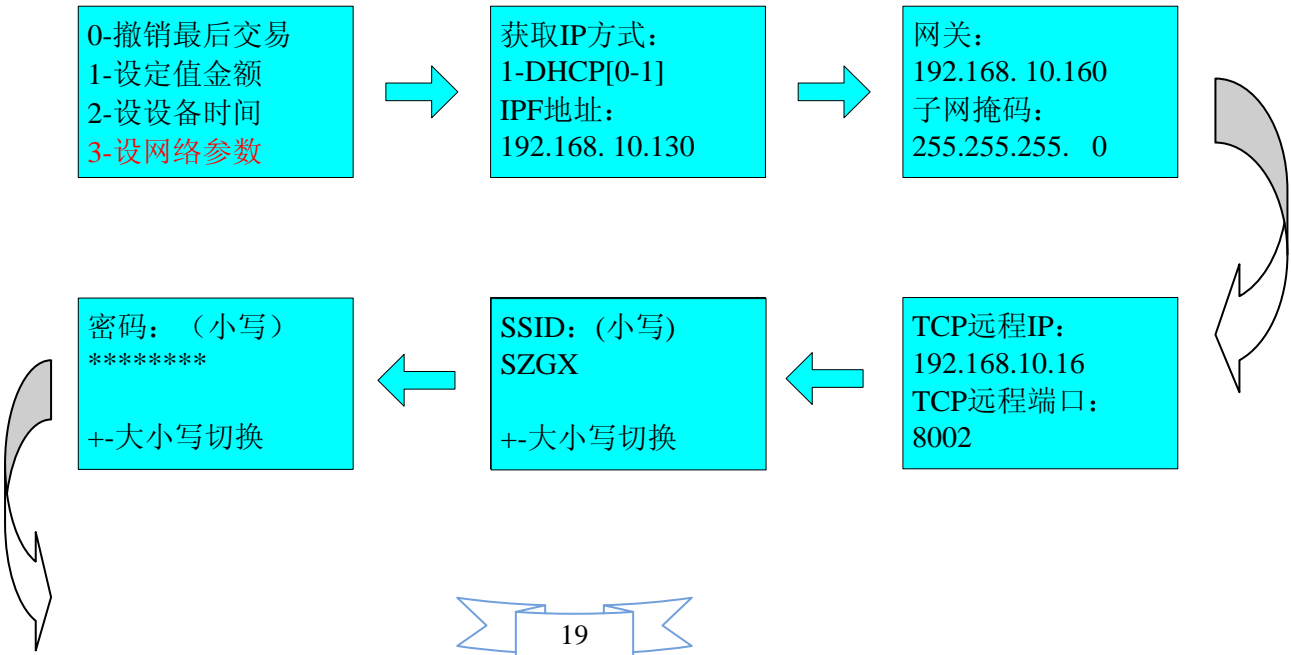 0-撤销最后交易
1-设定值金额
2-设设备时间
3-设网络参数
获取IP方式：
1-DHCP[0-1]
IPF地址：
192.168. 10.130
网关：
192.168. 10.160
子网掩码：
255.255.255.   0
TCP远程IP：
192.168.10.16
TCP远程端口：
8002
SSID：(小写)
SZGX
+-大小写切换
密码：（小写）
********
+-大小写切换
19